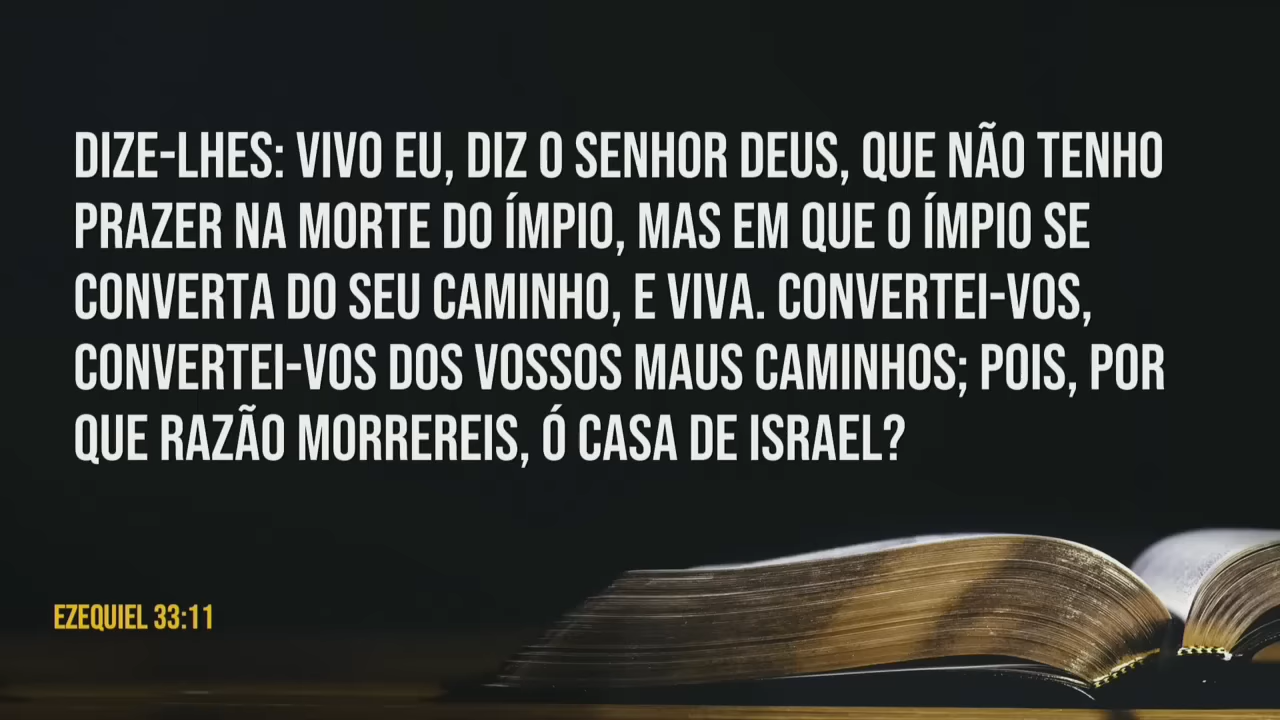 DIZE-LHES: VIVO EU, DIZ O SENHOR DEUS, QUE NÃO TENHO
PRAZER NA MORTE DO ÍMPIO, MAS EM QUE O ÍMPIO SE
CONVERTA DO SEU CAMINHO, E VIVA. CONVERTEI-VOS,
CONVERTEI-VOS DOS VOSSOS MAUS CAMINHOS; POIS, POR
QUE RAZÃO MORREREIS, Ó CASA DE ISRAEL?
EZEQUIEL 33:11